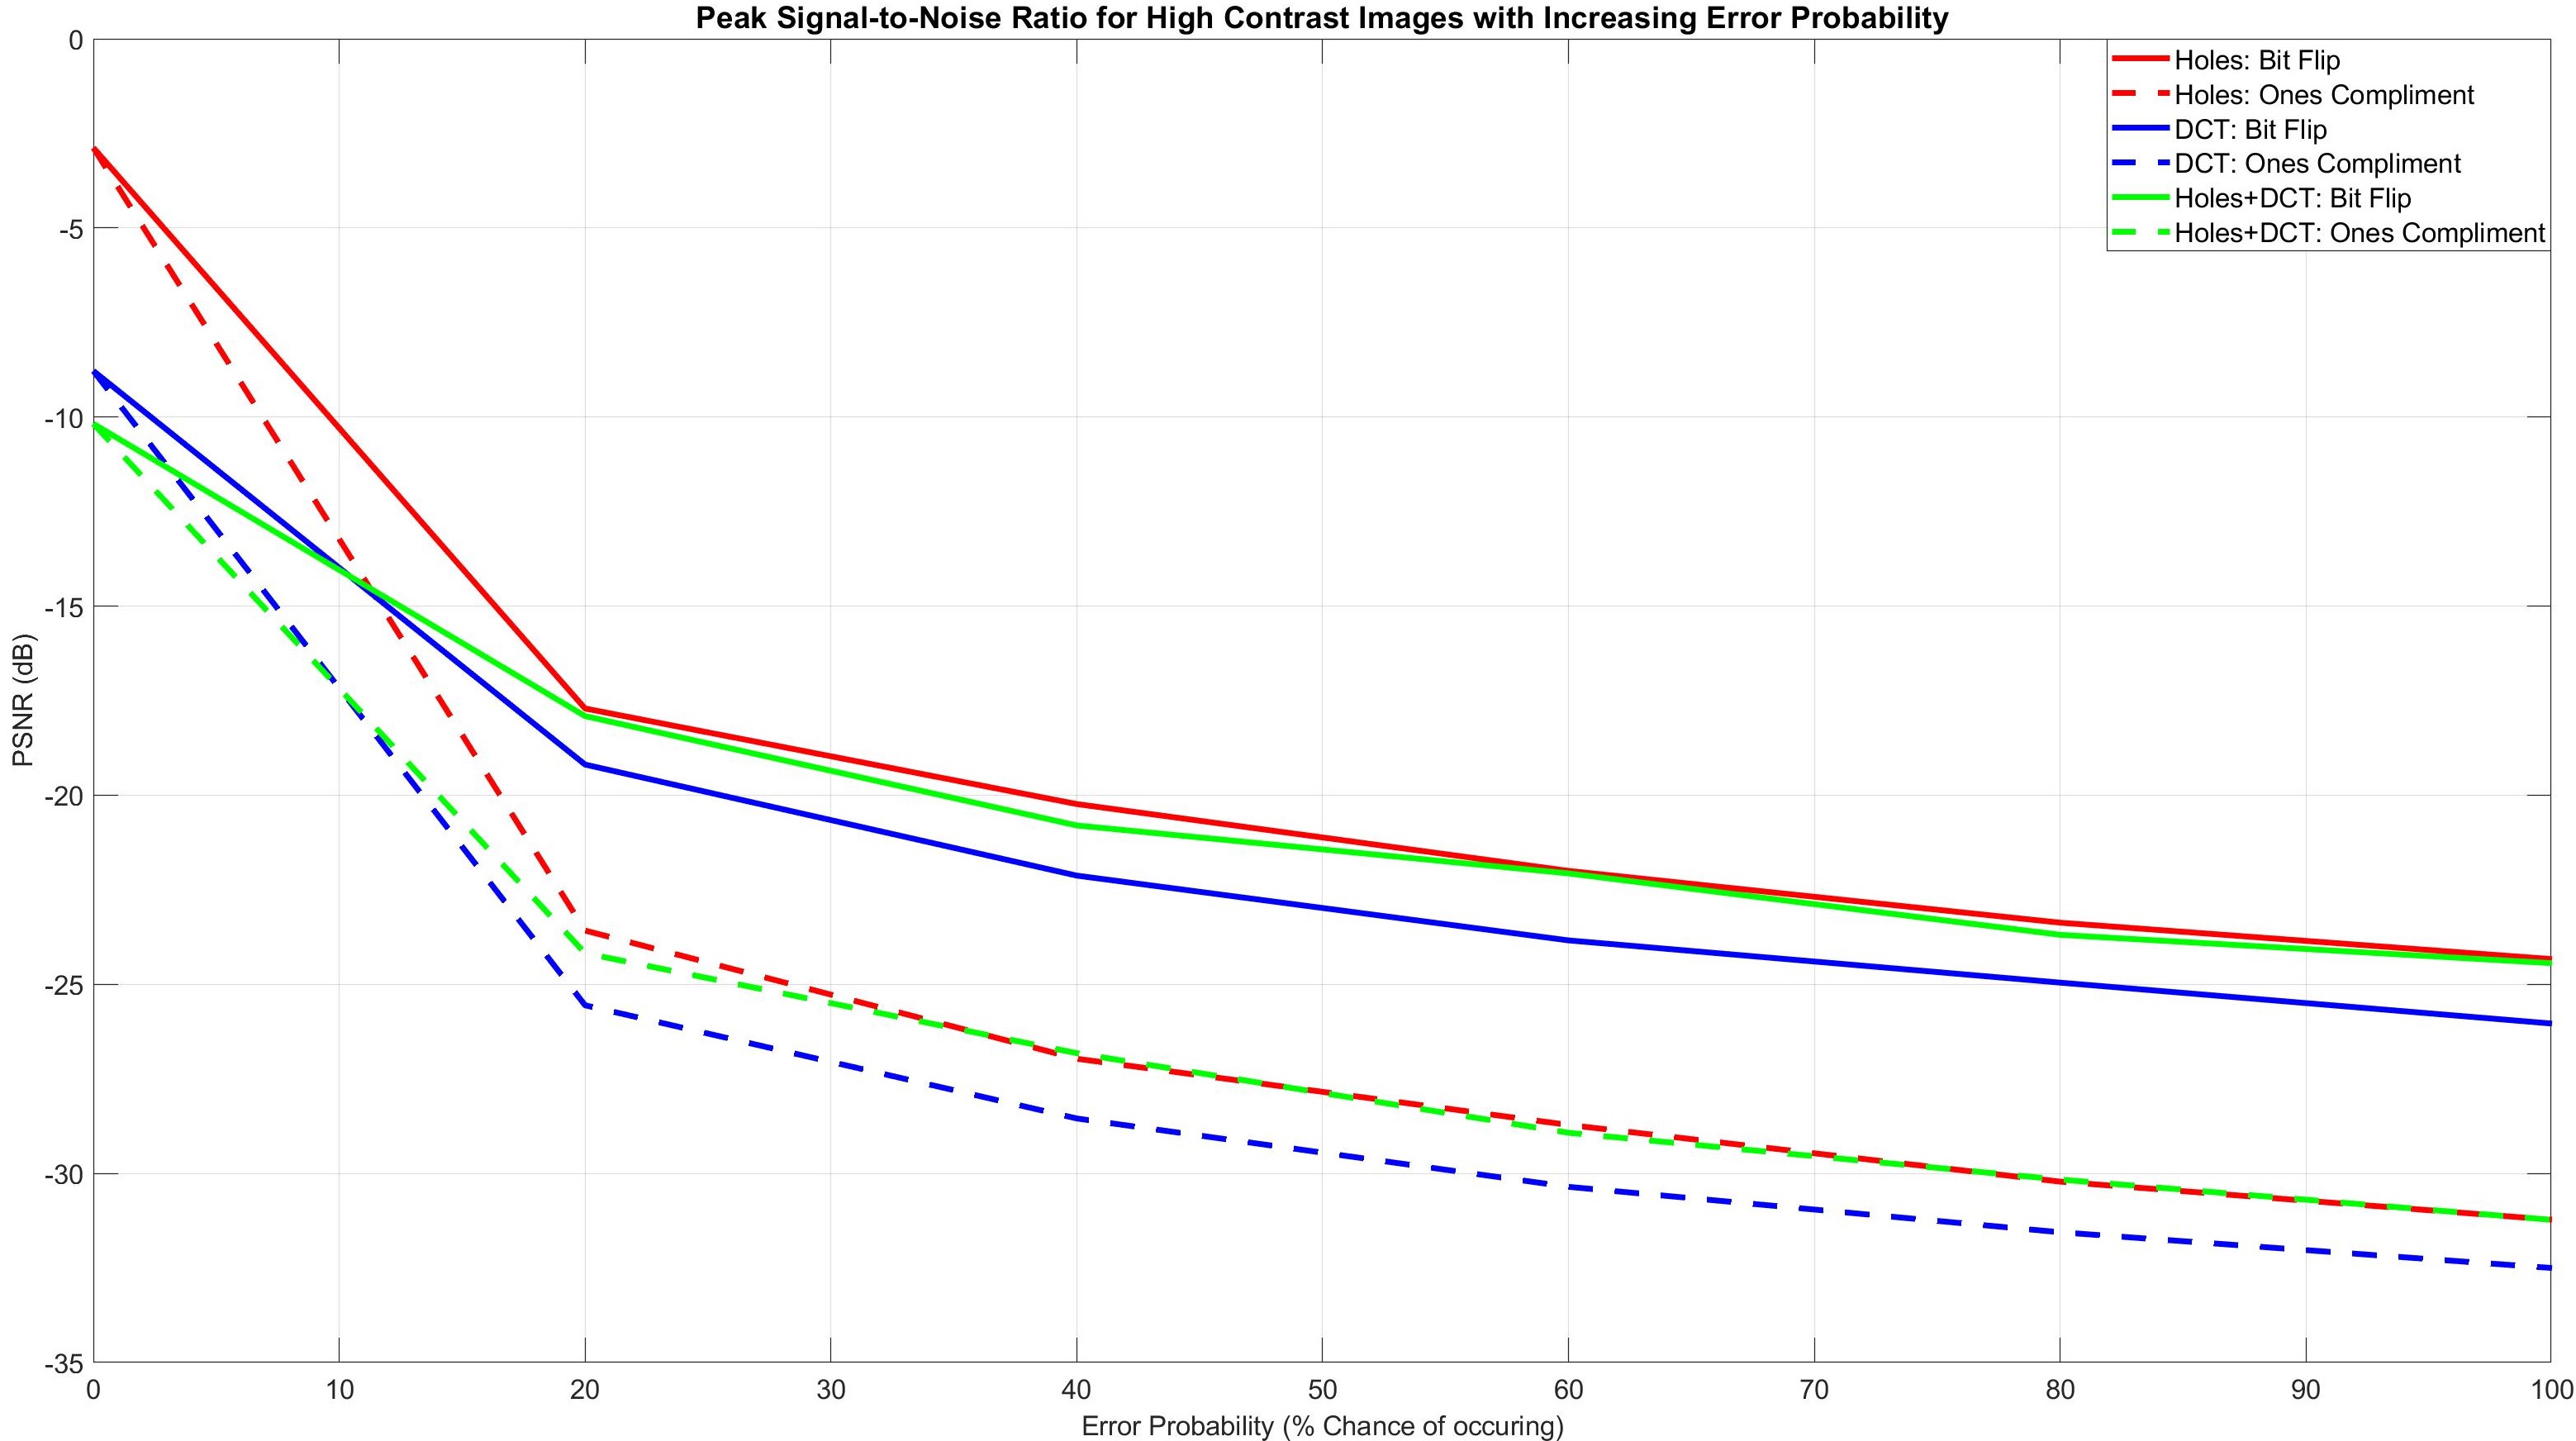 Peak Signal-to-Noise Ratio for High Contrast Images with Increasing Error Probability
Holes: Bit Flip
Holes: Ones Compliment
DCT: Bit Flip
DCT: Ones Compliment
Holes+DCT: Bit Flip
Holes+DCT: Ones Compliment
PSNR (dB)
0
-5
-10
-15
-20
-25
-30
-35
0 10 20 30 40 50 60 70 80 90 100
Error Probability (% Chance of occuring)